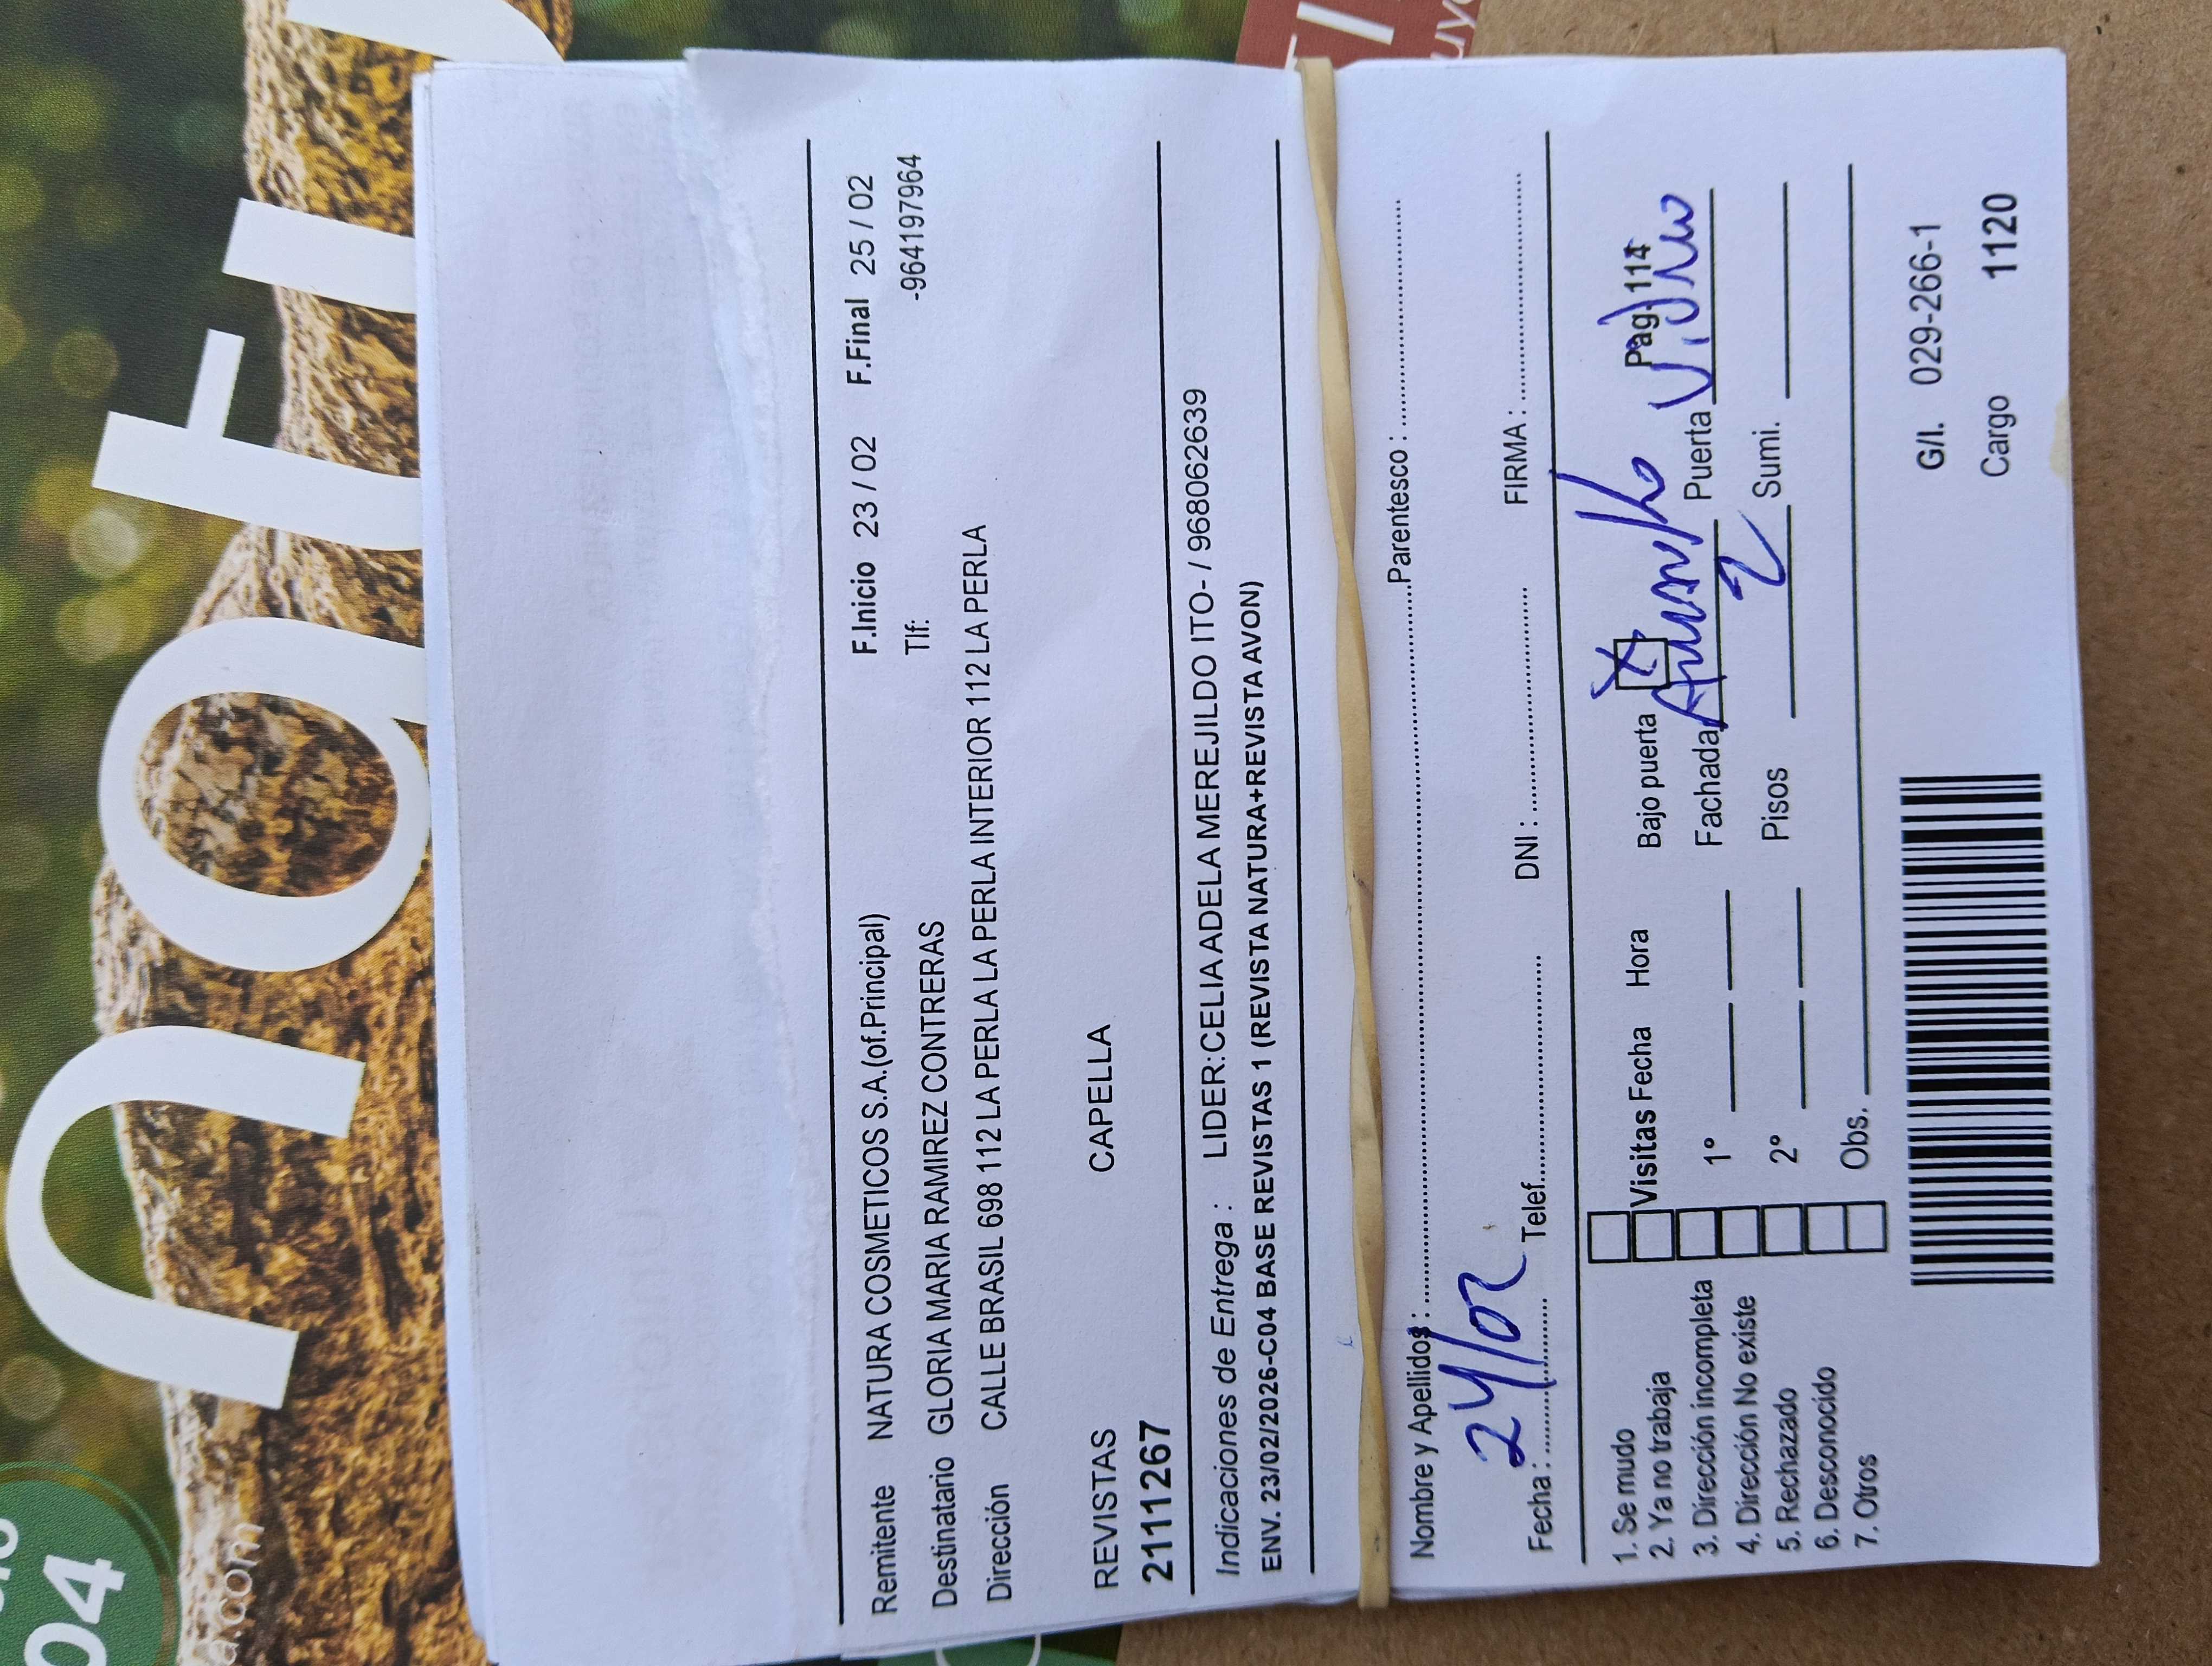 natu
04
a.com
F.Inicio 23 / 02 F.Final 25 / 02
Remitente NATURA COSMETICOS S.A.(of.Principal) Tlf: -964197964
Destinatario GLORIA MARIA RAMIREZ CONTRERAS
Dirección CALLE BRASIL 698 112 LA PERLA LA PERLA INTERIOR 112 LA PERLA
REVISTAS CAPELLA
2111267
Indicaciones de Entrega : LIDER:CELIA ADELA MEREJILDO ITO- / 968062639
ENV. 23/02/2026-C04 BASE REVISTAS 1 (REVISTA NATURA+REVISTA AVON)
Nombre y Apellidos: Parentesco :
24/02
Fecha: Telef. DNI : FIRMA :
1. Se mudo
2. Ya no trabaja
3. Dirección incompleta
4. Dirección No existe
5. Rechazado
6. Desconocido
7. Otros
Visitas Fecha Hora
1°
2°
Obs.
Bajo puerta X Pag. 114
Fachada Puerta Vidrio
Pisos 2 Sumi.
G/I. 029-266-1
Cargo 1120